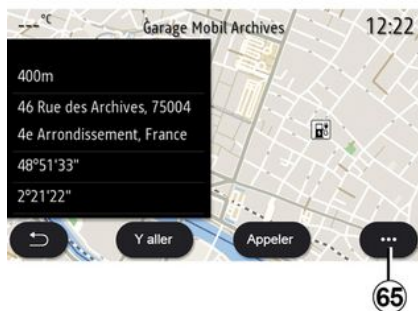 ---°C
Garage Mobil Archives
12:22
400m
46 Rue des Archives, 75004
4e Arrondissement, France
48°51'33"
2°21'22"
Y aller
Appeler
65